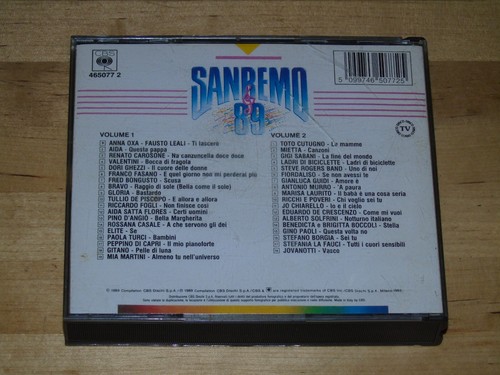 CBS
465077 2
5 099746 507725
SANREMO
89
TV
VOLUME 1
ANNA OXA - FAUSTO LEALI - Ti lascerò
AIDA - Questa pappa
RENATO CAROSONE - Na canzuncella doce doce
VALENTINI - Bocca di fragola
DORI GHEZZI - Il cuore delle donne
FRANCO FASANO - E quel giorno non mi perderai più
FRED BONGUSTO - Scusa
BRAVO - Raggio di sole (Bella come il sole)
GLORIA - Bastardo
TULLIO DE PISCOPO - E allora e allora
RICCARDO FOGLI - Non finisce così
AIDA SATTA FLORES - Certi uomini
PINO D'ANGIO - Bella Margherita
ROSSANA CASALE - A che servono gli dei
ELITE - Se
PAOLA TURCI - Bambini
PEPPINO DI CAPRI - Il mio pianoforte
GITANO - Pelle di luna
MIA MARTINI - Almeno tu nell'universo
VOLUME 2
TOTO CUTUGNO - Le mamme
MIETTA - Canzoni
GIGI SABANI - La fine del mondo
LADRI DI BICICLETTE - Ladri di biciclette
STEVE ROGERS BAND - Uno di noi
FIORDALISO - Se non avessi te
GIANLUCA GUIDI - Amore è
ANTONIO MURRO - 'A paura
MARISA LAURITO - Il babà è una cosa seria
RICCHI E POVERI - Chi voglio sei tu
JO CHIARELLO - Io e il cielo
EDUARDO DE CRESCENZO - Come mi vuoi
ALBERTO SOLFRINI - Notturno italiano
BENEDICTA e BRIGITTA BOCCOLI - Stella
GINO PAOLI - Questa volta no
STEFANO BORGIA - Sei tu
STEFANIA LA FAUCI - Tutti i cuori sensibili
JOVANOTTI - Vasco